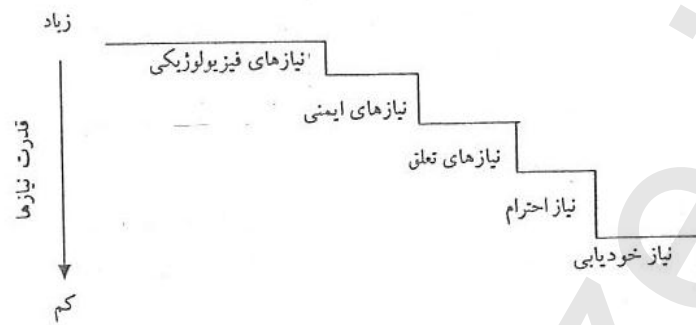 زیاد
نیازهای فیزیولوژیکی
نیازهای ایمنی
نیازهای تعلق
نیاز احترام
نیاز خودیابی
قدرت نیازها
کم